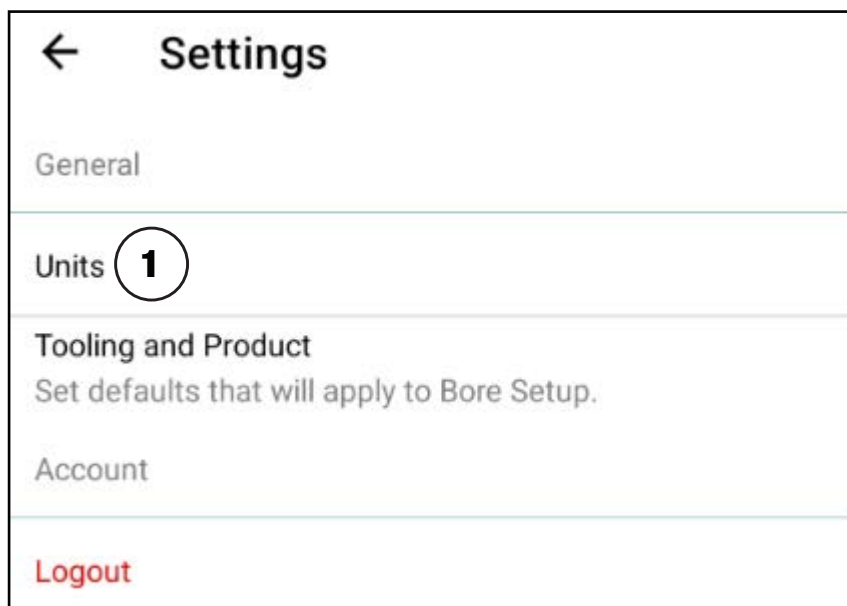 Settings
General
Units 1
Tooling and Product
Set defaults that will apply to Bore Setup.
Account
Logout